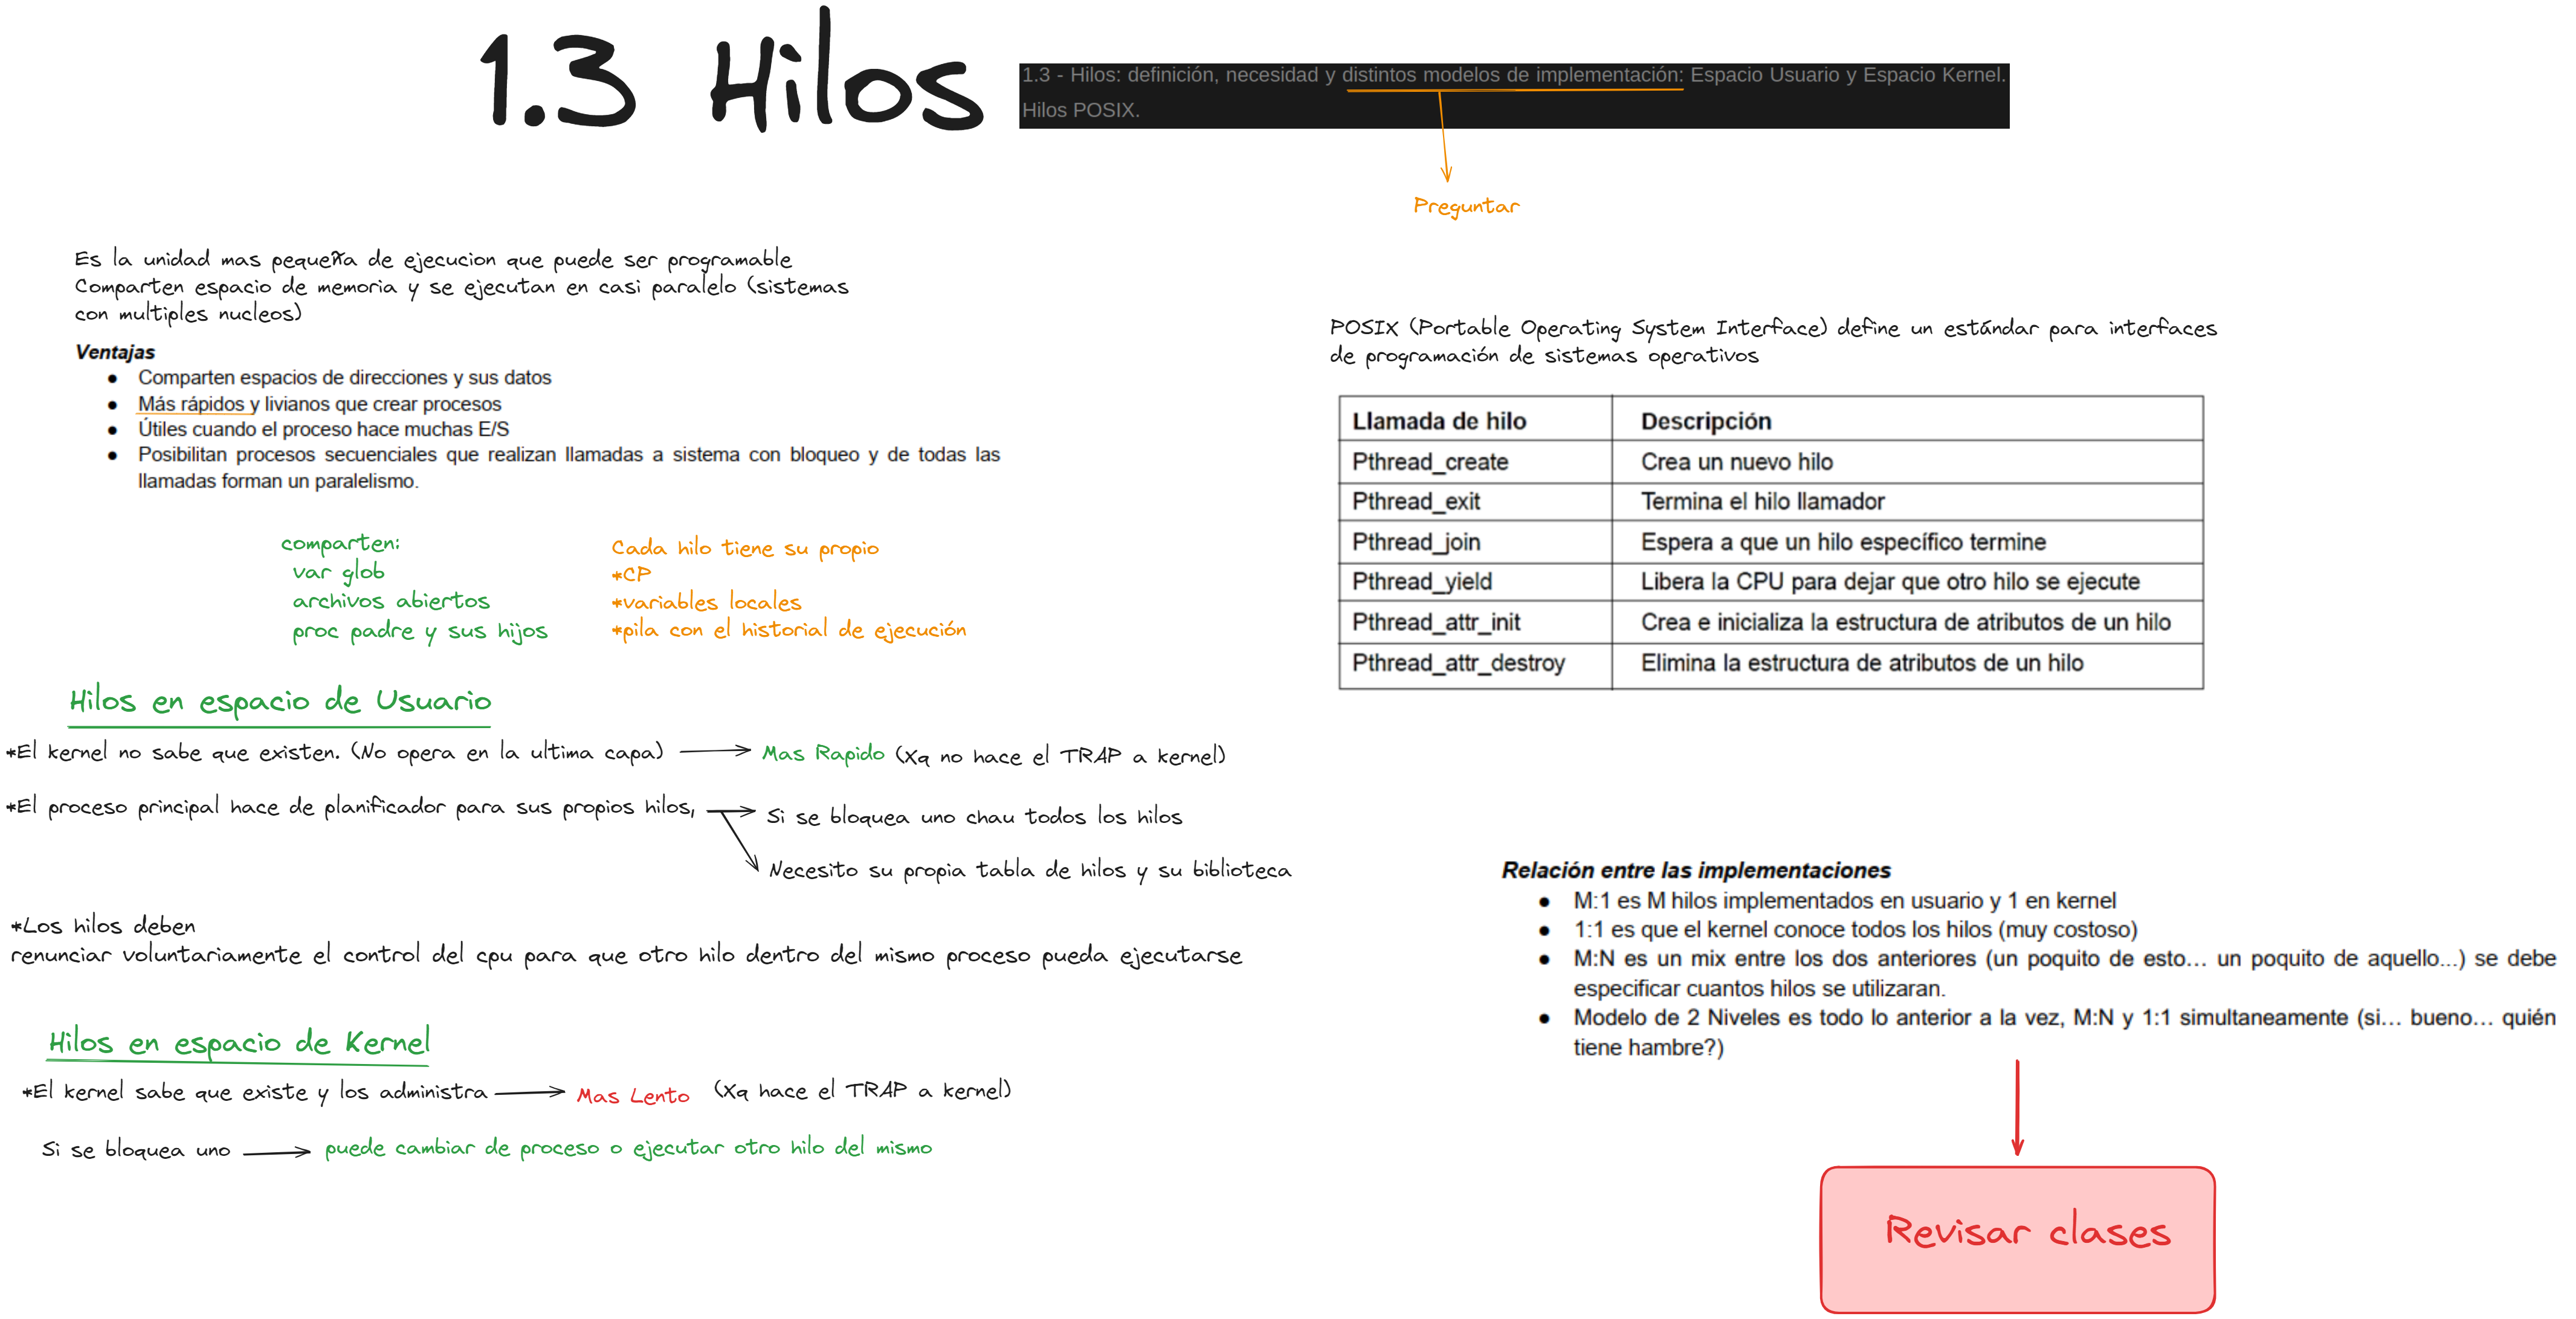 1.3 Hilos
1.3 - Hilos: definición, necesidad y distintos modelos de implementación: Espacio Usuario y Espacio Kernel.
Hilos POSIX.
Preguntar
Es la unidad mas pequeña de ejecucion que puede ser programable
Comparten espacio de memoria y se ejecutan en casi paralelo (sistemas
con multiples nucleos)
Ventajas
● Comparten espacios de direcciones y sus datos
● Más rápidos y livianos que crear procesos
● Útiles cuando el proceso hace muchas E/S
● Posibilitan procesos secuenciales que realizan llamadas a sistema con bloqueo y de todas las
llamadas forman un paralelismo.
comparten:
var glob
archivos abiertos
proc padre y sus hijos
Cada hilo tiene su propio
*CP
*variables locales
*pila con el historial de ejecución
Hilos en espacio de Usuario
*El kernel no sabe que existen. (No opera en la ultima capa)
Mas Rapido (Xq no hace el TRAP a kernel)
*El proceso principal hace de planificador para sus propios hilos,
Si se bloquea uno chau todos los hilos
Necesito su propia tabla de hilos y su biblioteca
*Los hilos deben
renunciar voluntariamente el control del cpu para que otro hilo dentro del mismo proceso pueda ejecutarse
Hilos en espacio de Kernel
*El kernel sabe que existe y los administra
Mas Lento (Xq hace el TRAP a kernel)
Si se bloquea uno
puede cambiar de proceso o ejecutar otro hilo del mismo
POSIX (Portable Operating System Interface) define un estándar para interfaces
de programación de sistemas operativos
Llamada de hilo Descripción
Pthread_create Crea un nuevo hilo
Pthread_exit Termina el hilo llamador
Pthread_join Espera a que un hilo específico termine
Pthread_yield Libera la CPU para dejar que otro hilo se ejecute
Pthread_attr_init Crea e inicializa la estructura de atributos de un hilo
Pthread_attr_destroy Elimina la estructura de atributos de un hilo
Relación entre las implementaciones
● M:1 es M hilos implementados en usuario y 1 en kernel
● 1:1 es que el kernel conoce todos los hilos (muy costoso)
● M:N es un mix entre los dos anteriores (un poquito de esto… un poquito de aquello...) se debe
especificar cuantos hilos se utilizaran.
● Modelo de 2 Niveles es todo lo anterior a la vez, M:N y 1:1 simultaneamente (si… bueno… quién
tiene hambre?)
Revisar clases